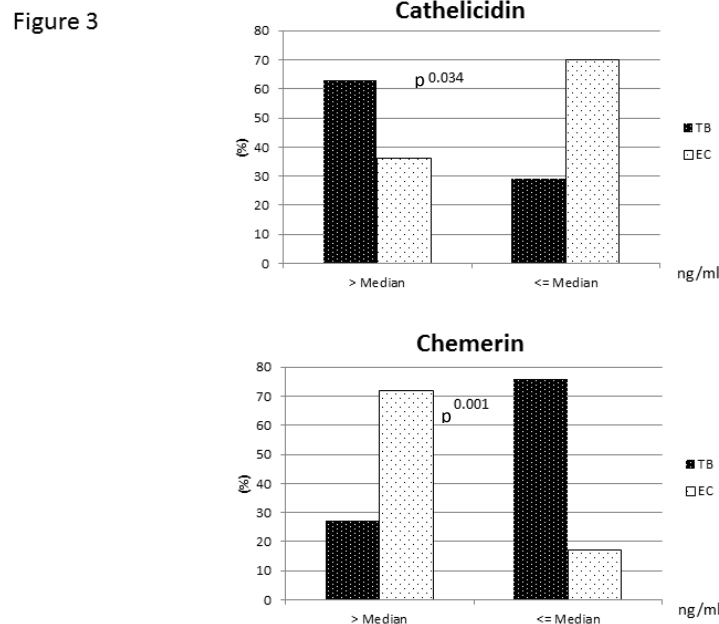 Figure 3
Cathelicidin
80
70
60
50
40
30
20
10
0
(%)
p 0.034
> Median
<= Median
TB
EC
ng/ml
Chemerin
80
70
60
50
40
30
20
10
0
(%)
p 0.001
> Median
<= Median
TB
EC
ng/ml